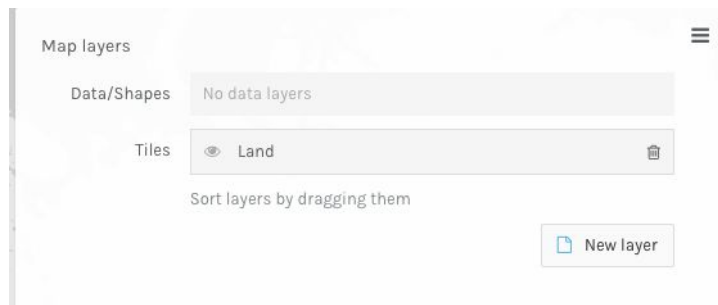 Map layers
Data/Shapes No data layers
Tiles Land
Sort layers by dragging them
New layer